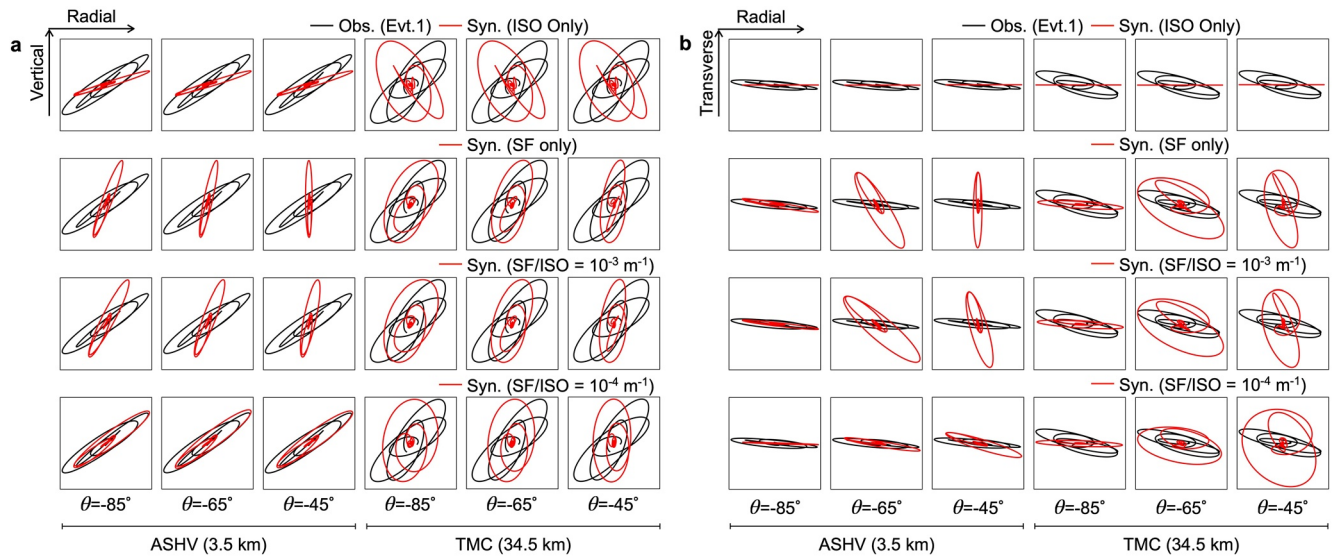 a
Radial
Vertical
Obs. (Evt.1)
Syn. (ISO Only)
Syn. (SF only)
Syn. (SF/ISO = 10⁻³ m⁻¹)
Syn. (SF/ISO = 10⁻⁴ m⁻¹)
θ=-85˚ θ=-65˚ θ=-45˚ θ=-85˚ θ=-65˚ θ=-45˚
ASHV (3.5 km) TMC (34.5 km)
b
Radial
Transverse
Obs. (Evt.1)
Syn. (ISO Only)
Syn. (SF only)
Syn. (SF/ISO = 10⁻³ m⁻¹)
Syn. (SF/ISO = 10⁻⁴ m⁻¹)
θ=-85˚ θ=-65˚ θ=-45˚ θ=-85˚ θ=-65˚ θ=-45˚
ASHV (3.5 km) TMC (34.5 km)